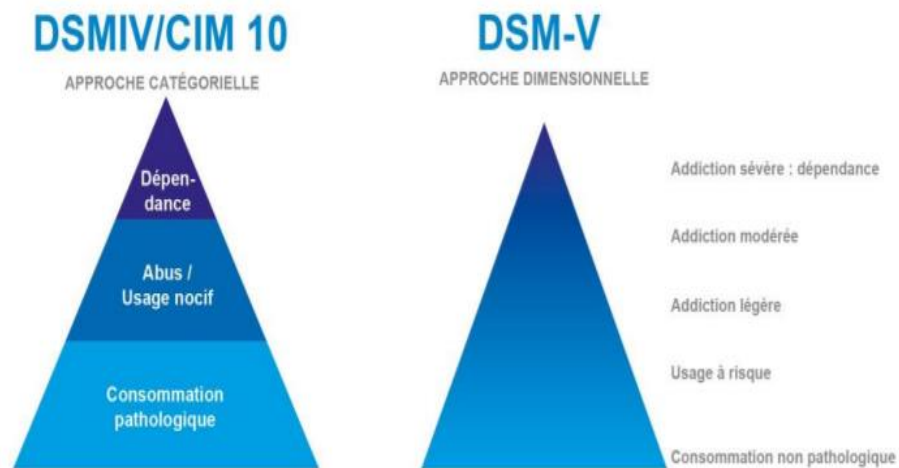 DSMIV/CIM 10
APPROCHE CATÉGORIELLE
Dépen-
dance
Abus /
Usage nocif
Consommation
pathologique
DSM-V
APPROCHE DIMENSIONNELLE
Addiction sévère : dépendance
Addiction modérée
Addiction légère
Usage à risque
Consommation non pathologique